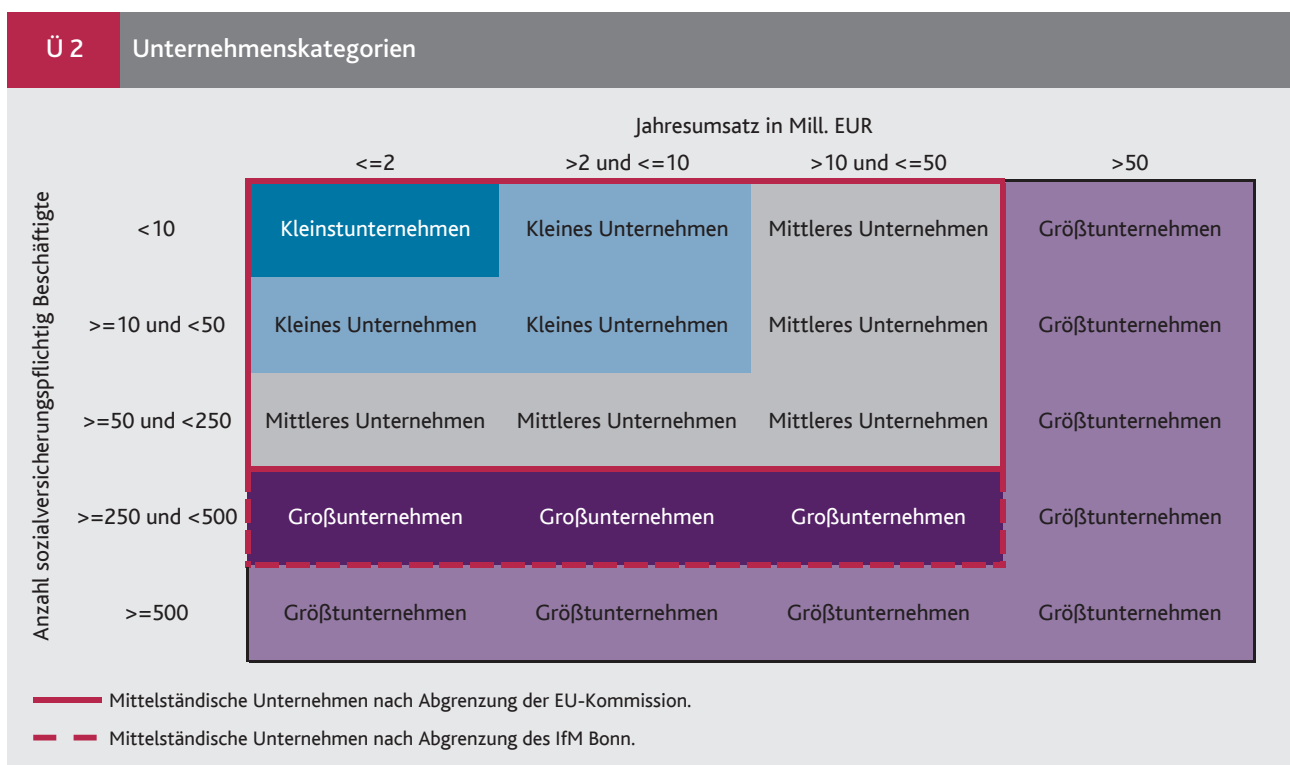 Ü 2 Unternehmenskategorien
Jahresumsatz in Mill. EUR
<=2 >2 und <=10 >10 und <=50 >50
Anzahl sozialversicherungspflichtig Beschäftigte
<10 Kleinstunternehmen Kleines Unternehmen Mittleres Unternehmen Größtunternehmen
>=10 und <50 Kleines Unternehmen Kleines Unternehmen Mittleres Unternehmen Größtunternehmen
>=50 und <250 Mittleres Unternehmen Mittleres Unternehmen Mittleres Unternehmen Größtunternehmen
>=250 und <500 Großunternehmen Großunternehmen Großunternehmen Größtunternehmen
>=500 Größtunternehmen Größtunternehmen Größtunternehmen Größtunternehmen
Mittelständische Unternehmen nach Abgrenzung der EU-Kommission.
Mittelständische Unternehmen nach Abgrenzung des IfM Bonn.